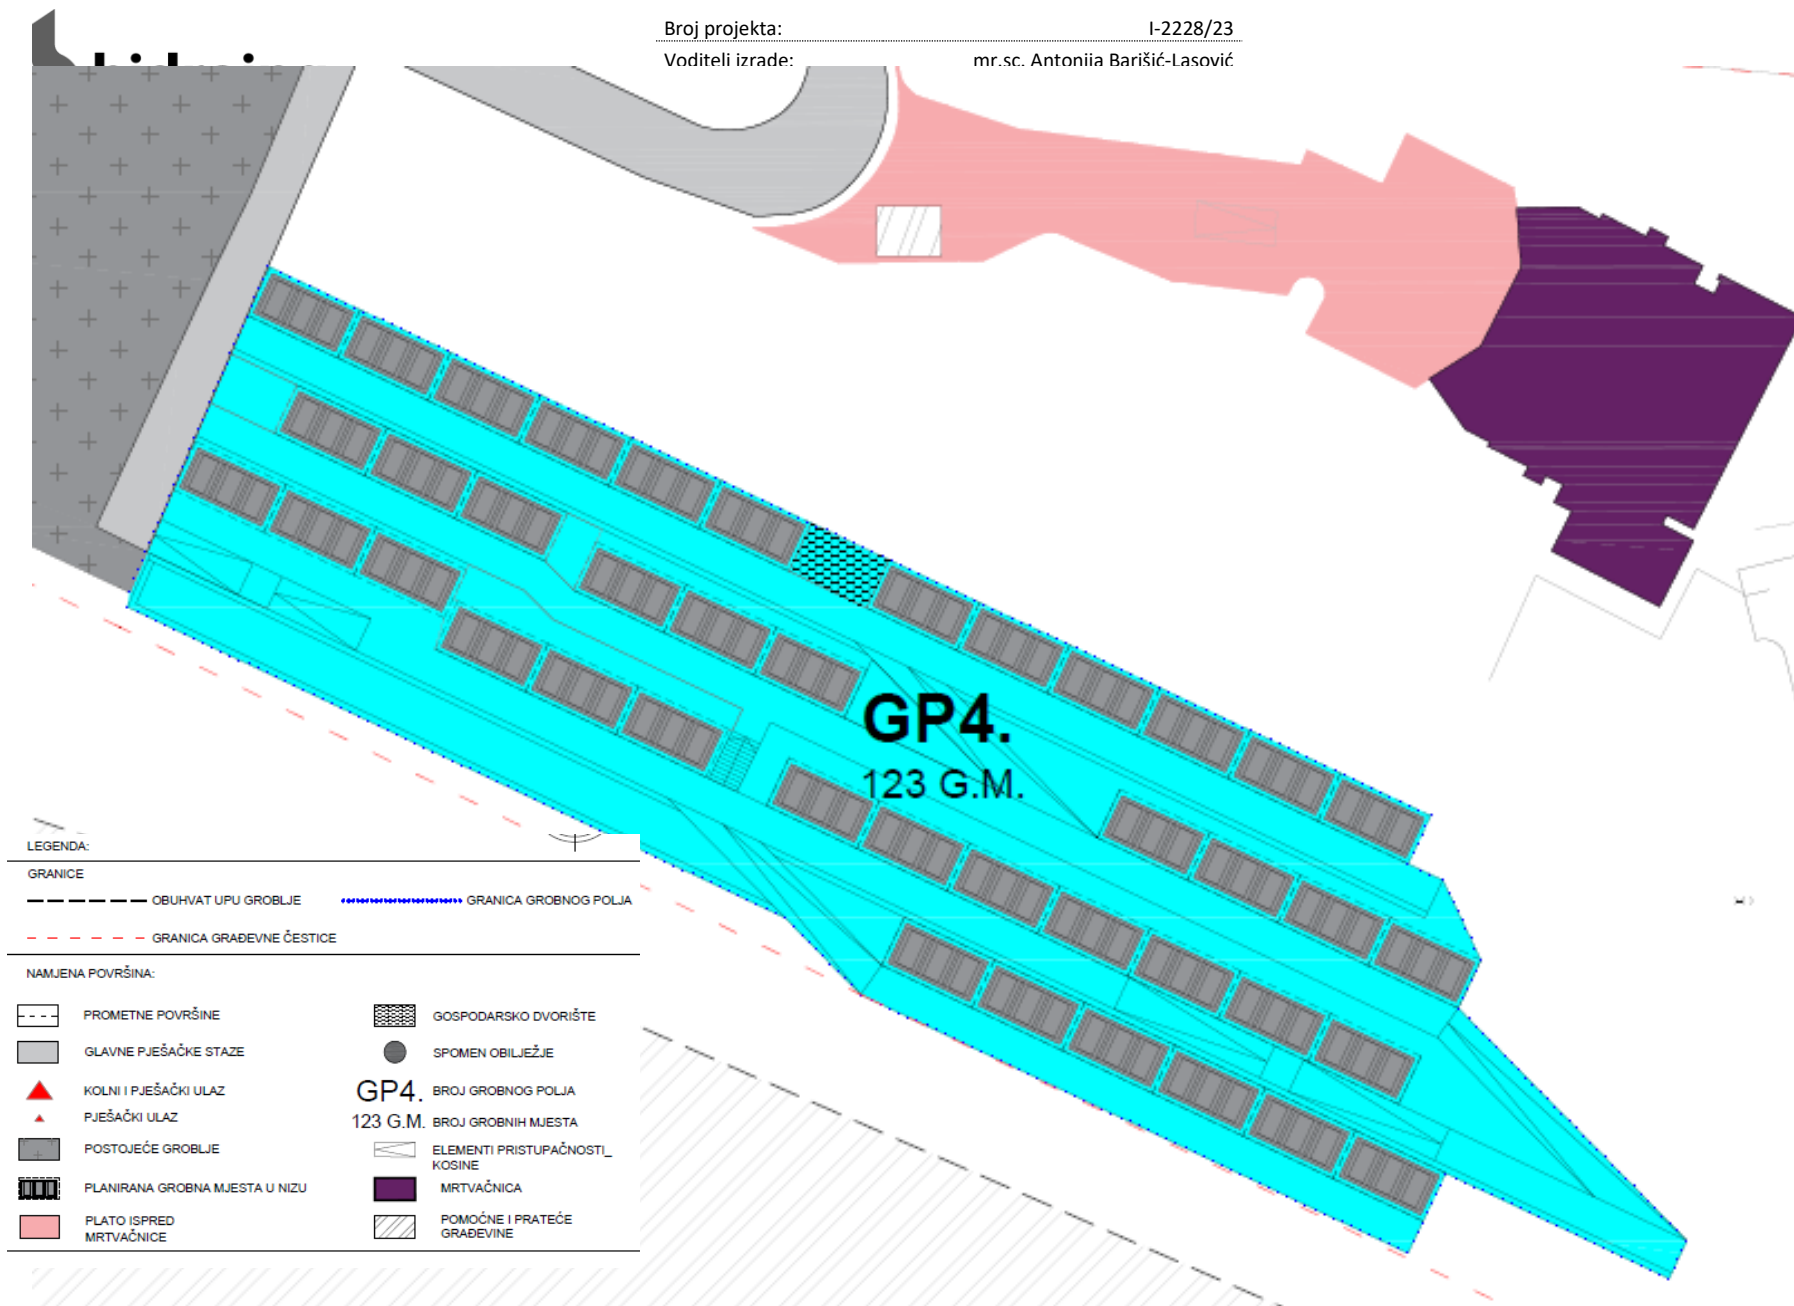 Broj projekta: I-2228/23
Voditelj izrade: mr.sc. Antonija Barišić-Lasović
GP4.
123 G.M.
LEGENDA:
GRANICE
OBUHVAT UPU GROBLJE
GRANICA GROBNOG POLJA
GRANICA GRAĐEVNE ČESTICE
NAMJENA POVRŠINA:
PROMETNE POVRŠINE
GLAVNE PJEŠAČKE STAZE
KOLNI I PJEŠAČKI ULAZ
PJEŠAČKI ULAZ
POSTOJEĆE GROBLJE
PLANIRANA GROBNA MJESTA U NIZU
PLATO ISPRED
MRTVAČNICE
GOSPODARSKO DVORIŠTE
SPOMEN OBILJEŽJE
GP4. BROJ GROBNOG POLJA
123 G.M. BROJ GROBNIH MJESTA
ELEMENTI PRISTUPAČNOSTI_
KOSINE
MRTVAČNICA
POMOĆNE I PRATEĆE
GRAĐEVINE